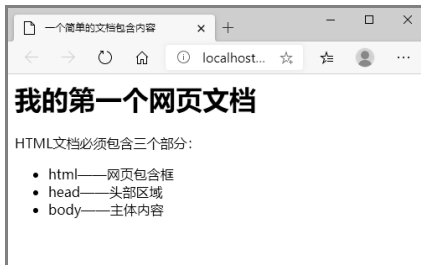 一个简单的文档包含内容
localhost...
我的第一个网页文档
HTML文档必须包含三个部分：
html——网页包含框
head——头部区域
body——主体内容